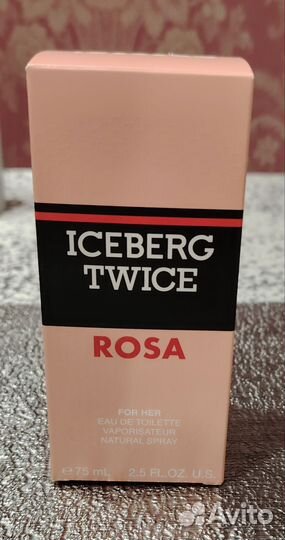 ICEBERG
TWICE
ROSA
FOR HER
EAU DE TOILETTE
VAPORISATEUR
NATURAL SPRAY
℮75 mL 2.5 FL.OZ. U.S.
Avito